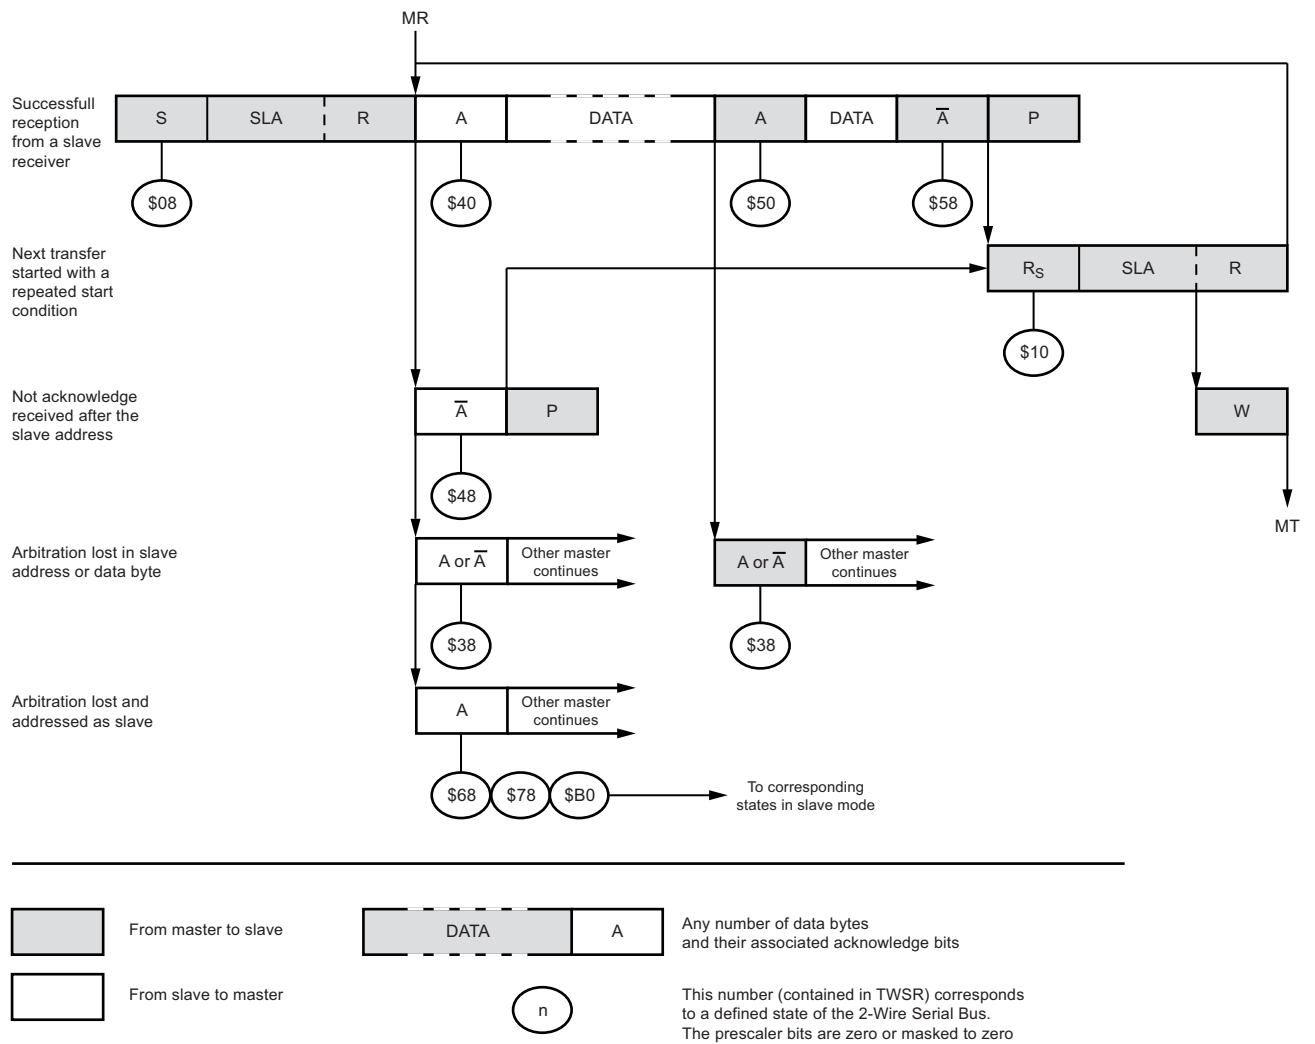 MR
Successfull
reception
from a slave
receiver
S SLA R A DATA A DATA A̅ P
$08 $40 $50 $58
Next transfer
started with a
repeated start
condition
RS SLA R
$10
Not acknowledge
received after the
slave address
A̅ P
W
$48
MT
Arbitration lost in slave
address or data byte
A or A̅
Other master
continues
A or A̅
Other master
continues
$38 $38
Arbitration lost and
addressed as slave
A
Other master
continues
$68 $78 $B0
To corresponding
states in slave mode
From master to slave
DATA A
Any number of data bytes
and their associated acknowledge bits
From slave to master
n
This number (contained in TWSR) corresponds
to a defined state of the 2-Wire Serial Bus.
The prescaler bits are zero or masked to zero